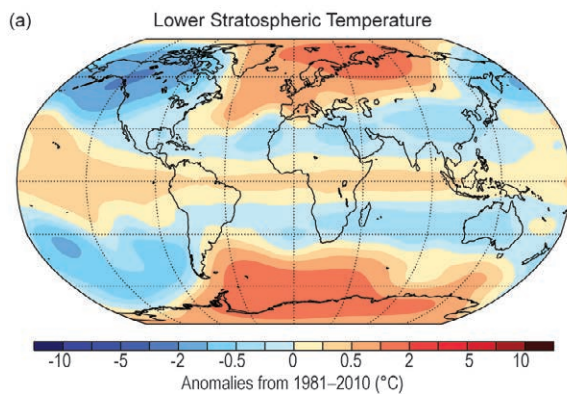 (a) Lower Stratospheric Temperature
-10 -5 -2 -0.5 0 0.5 2 5 10
Anomalies from 1981–2010 (°C)